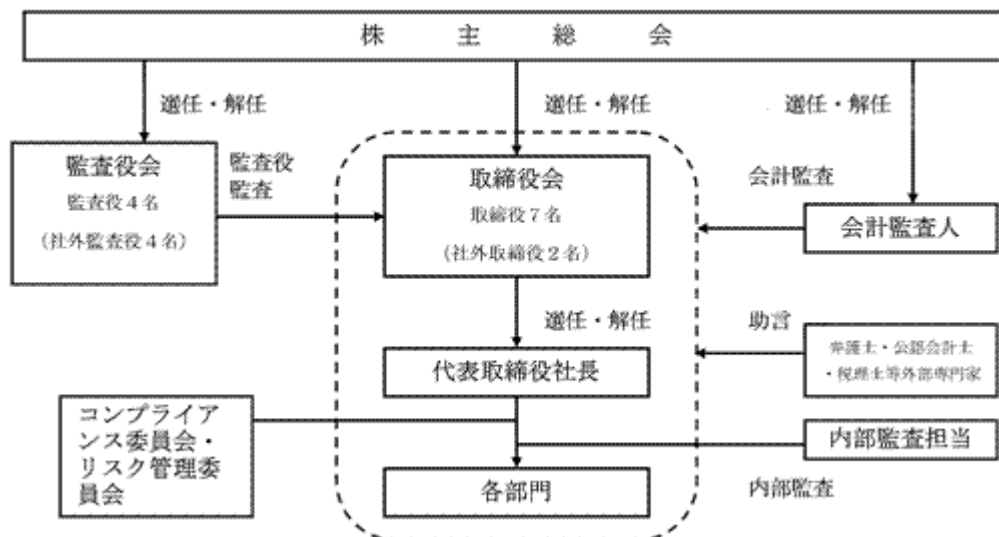 株主総会
選任・解任
選任・解任
選任・解任
監査役会
監査役4名
(社外監査役4名)
監査役
監査
取締役会
取締役7名
(社外取締役2名)
会計監査
会計監査人
選任・解任
助言
弁護士・公認会計士
・税理士等外部専門家
代表取締役社長
コンプライア
ンス委員会・
リスク管理委
員会
内部監査担当
各部門
内部監査